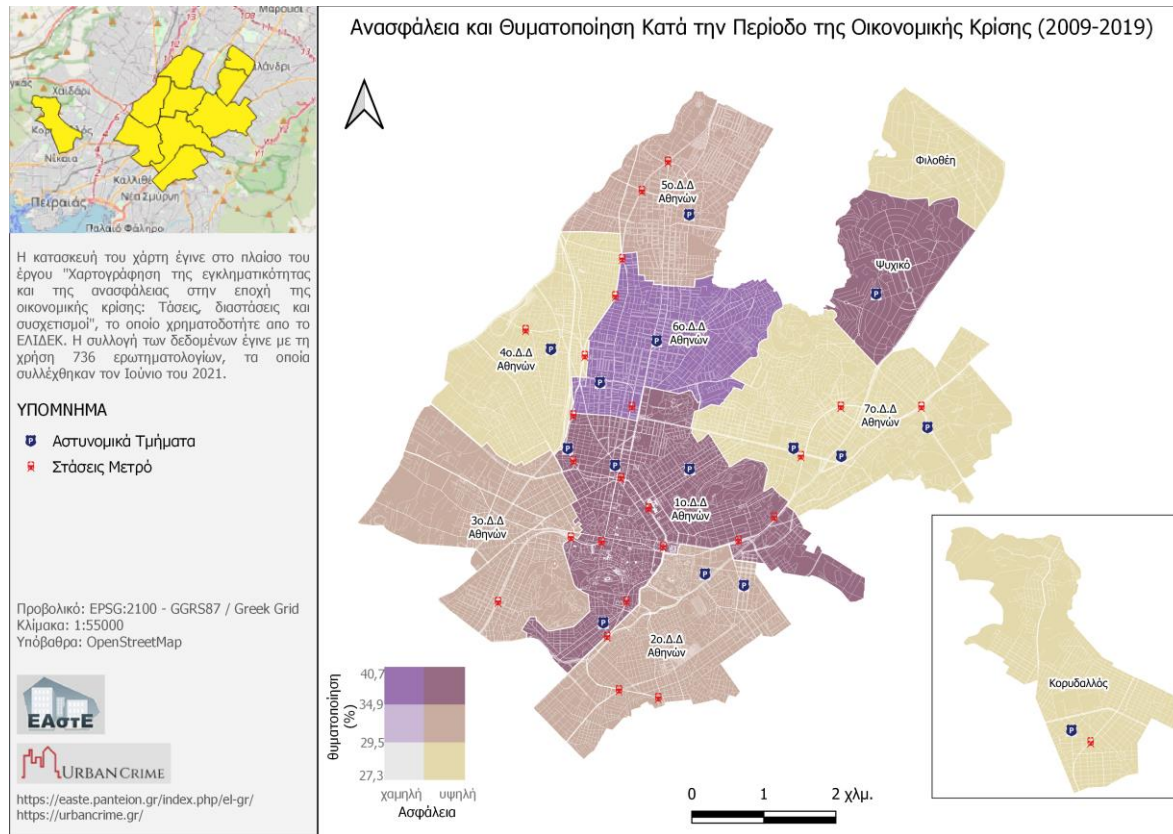 Ανασφάλεια και Θυματοποίηση Κατά την Περίοδο της Οικονομικής Κρίσης (2009-2019)
Μαρούσι
Χαϊδάρι
Νίκαια
Καλλιθέ
Πειραιάς
Νέα Σμύρνη
Παλαιό Φάληρο
Η κατασκευή του χάρτη έγινε στο πλαίσο του
έργου "Χαρτογράφηση της εγκληματικότητας
και της ανασφάλειας στην εποχή της
οικονομικής κρίσης: Τάσεις, διαστάσεις και
συσχετισμοί", το οποίο χρηματοδοτήτε απο το
ΕΛΙΔΕΚ. Η συλλογή των δεδομένων έγινε με τη
χρήση 736 ερωτηματολογίων, τα οποία
συλλέχθηκαν τον Ιούνιο του 2021.
ΥΠΟΜΝΗΜΑ
Αστυνομικά Τμήματα
Στάσεις Μετρό
Προβολικό: EPSG:2100 - GGRS87 / Greek Grid
Κλίμακα: 1:55000
Υπόβαθρα: OpenStreetMap
ΕΑστΕ
URBANCRIME
https://easte.panteion.gr/index.php/el-gr/
https://urbancrime.gr/
Φιλοθέη
5ο.Δ.Δ
Αθηνών
Ψυχικό
6ο.Δ.Δ
Αθηνών
4ο.Δ.Δ
Αθηνών
7ο.Δ.Δ
Αθηνών
1ο.Δ.Δ
Αθηνών
3ο.Δ.Δ
Αθηνών
2ο.Δ.Δ
Αθηνών
Κορυδαλλός
θυματοποίηση
(%)
40,7
34,9
29,5
27,3
χαμηλή υψηλή
Ασφάλεια
0 1 2 χλμ.